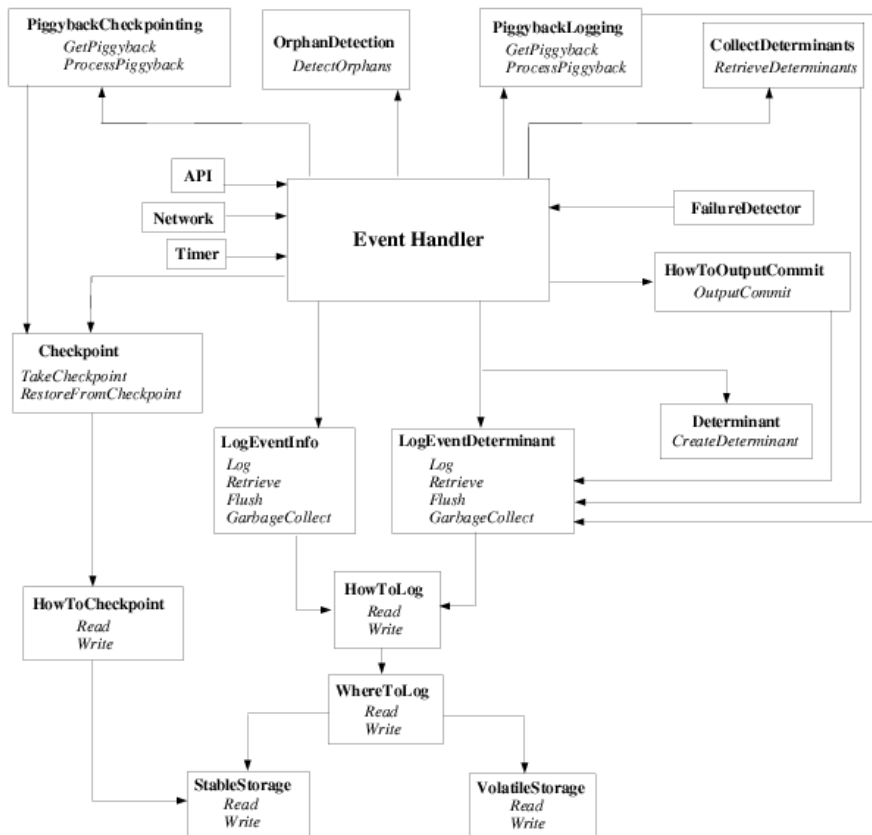 PiggybackCheckpointing
GetPiggyback
ProcessPiggyback
OrphanDetection
DetectOrphans
PiggybackLogging
GetPiggyback
ProcessPiggyback
CollectDeterminants
RetrieveDeterminants
API
Network
Timer
Event Handler
FailureDetector
HowToOutputCommit
OutputCommit
Checkpoint
TakeCheckpoint
RestoreFromCheckpoint
LogEventInfo
Log
Retrieve
Flush
GarbageCollect
LogEventDeterminant
Log
Retrieve
Flush
GarbageCollect
Determinant
CreateDeterminant
HowToCheckpoint
Read
Write
HowToLog
Read
Write
WhereToLog
Read
Write
StableStorage
Read
Write
VolatileStorage
Read
Write